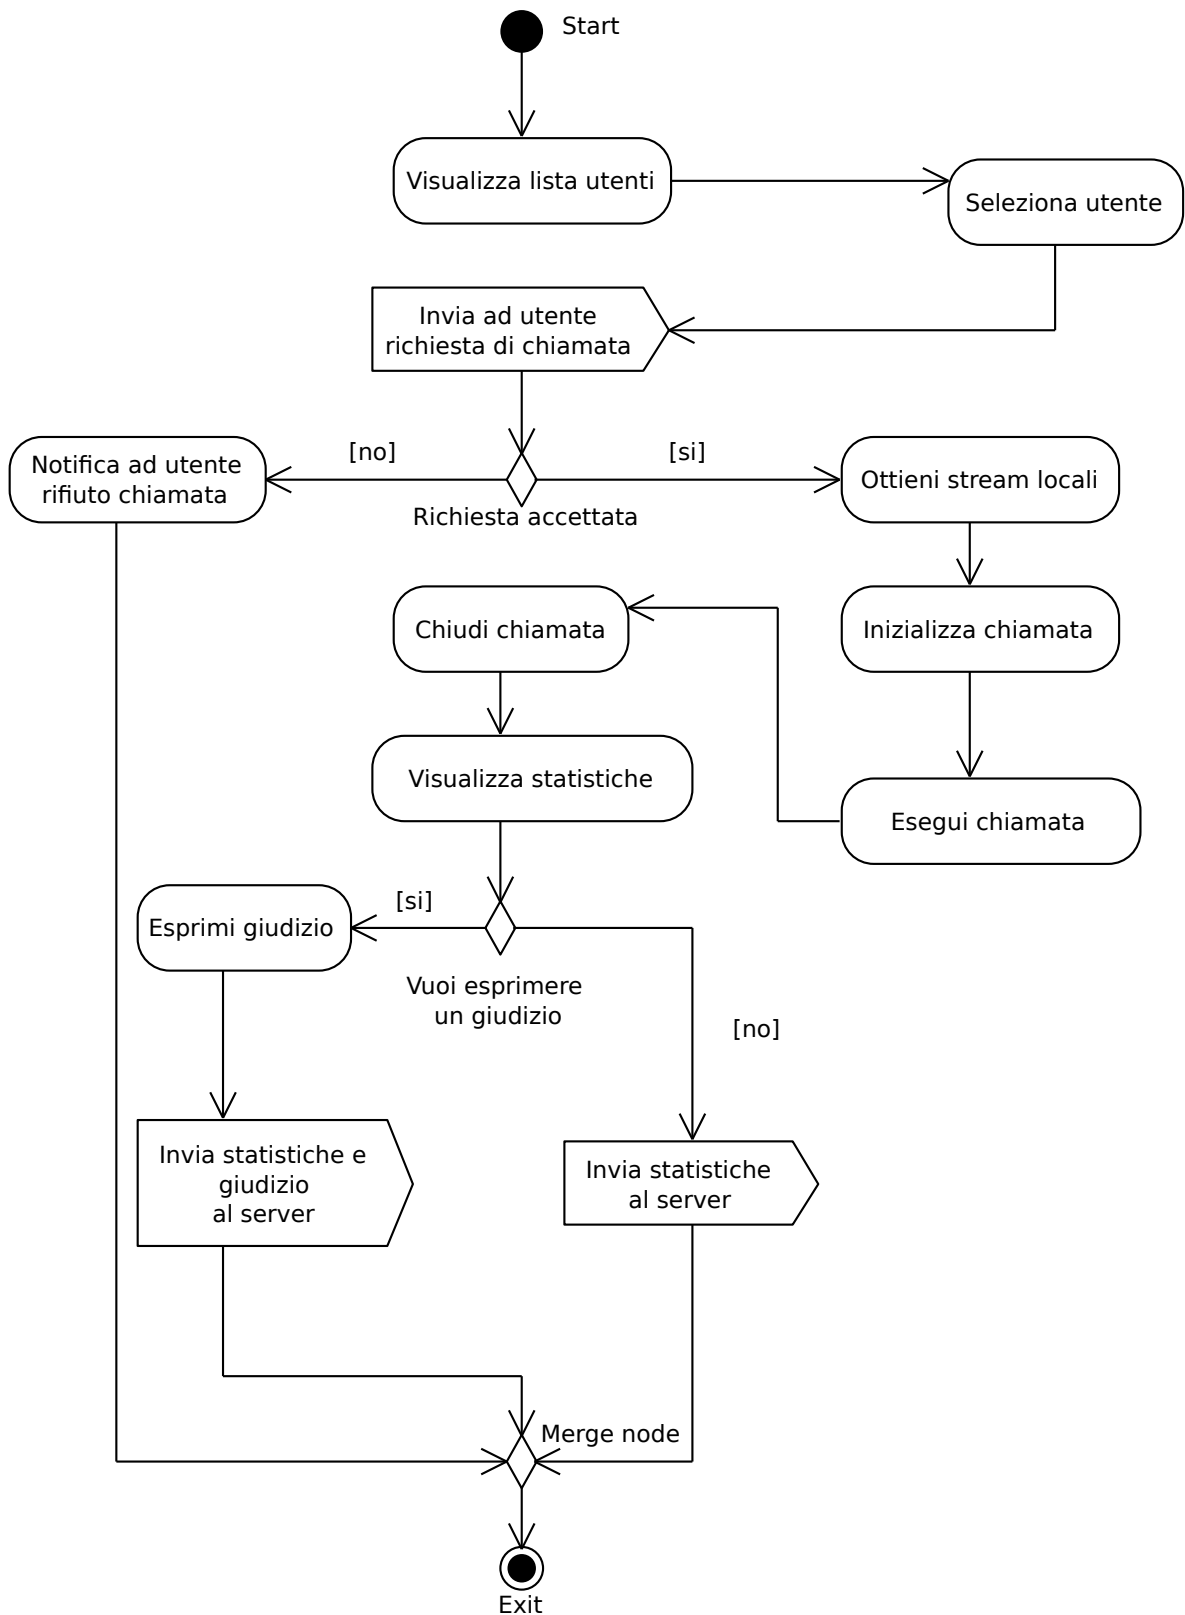 Start
Visualizza lista utenti
Seleziona utente
Invia ad utente
richiesta di chiamata
[no]
[si]
Notifica ad utente
rifiuto chiamata
Ottieni stream locali
Richiesta accettata
Chiudi chiamata
Inizializza chiamata
Visualizza statistiche
Esegui chiamata
[si]
Esprimi giudizio
Vuoi esprimere
un giudizio
[no]
Invia statistiche e
giudizio
al server
Invia statistiche
al server
Merge node
Exit